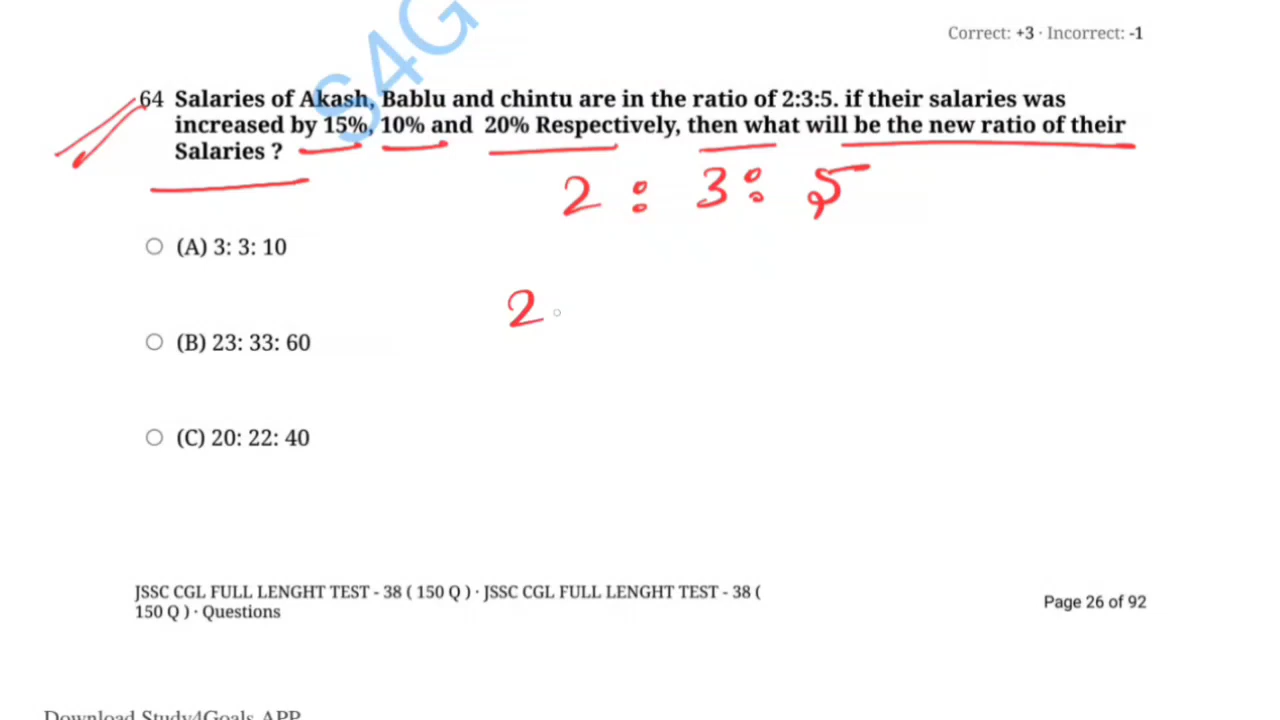 S4G
Correct: +3 · Incorrect: -1
64 Salaries of Akash, Bablu and chintu are in the ratio of 2:3:5. if their salaries was
increased by 15%, 10% and 20% Respectively, then what will be the new ratio of their
Salaries ?
2 : 3 : 5
(A) 3: 3: 10
2
(B) 23: 33: 60
(C) 20: 22: 40
JSSC CGL FULL LENGHT TEST - 38 ( 150 Q ) · JSSC CGL FULL LENGHT TEST - 38 (
150 Q ) · Questions
Page 26 of 92
Download Study4Goals APP